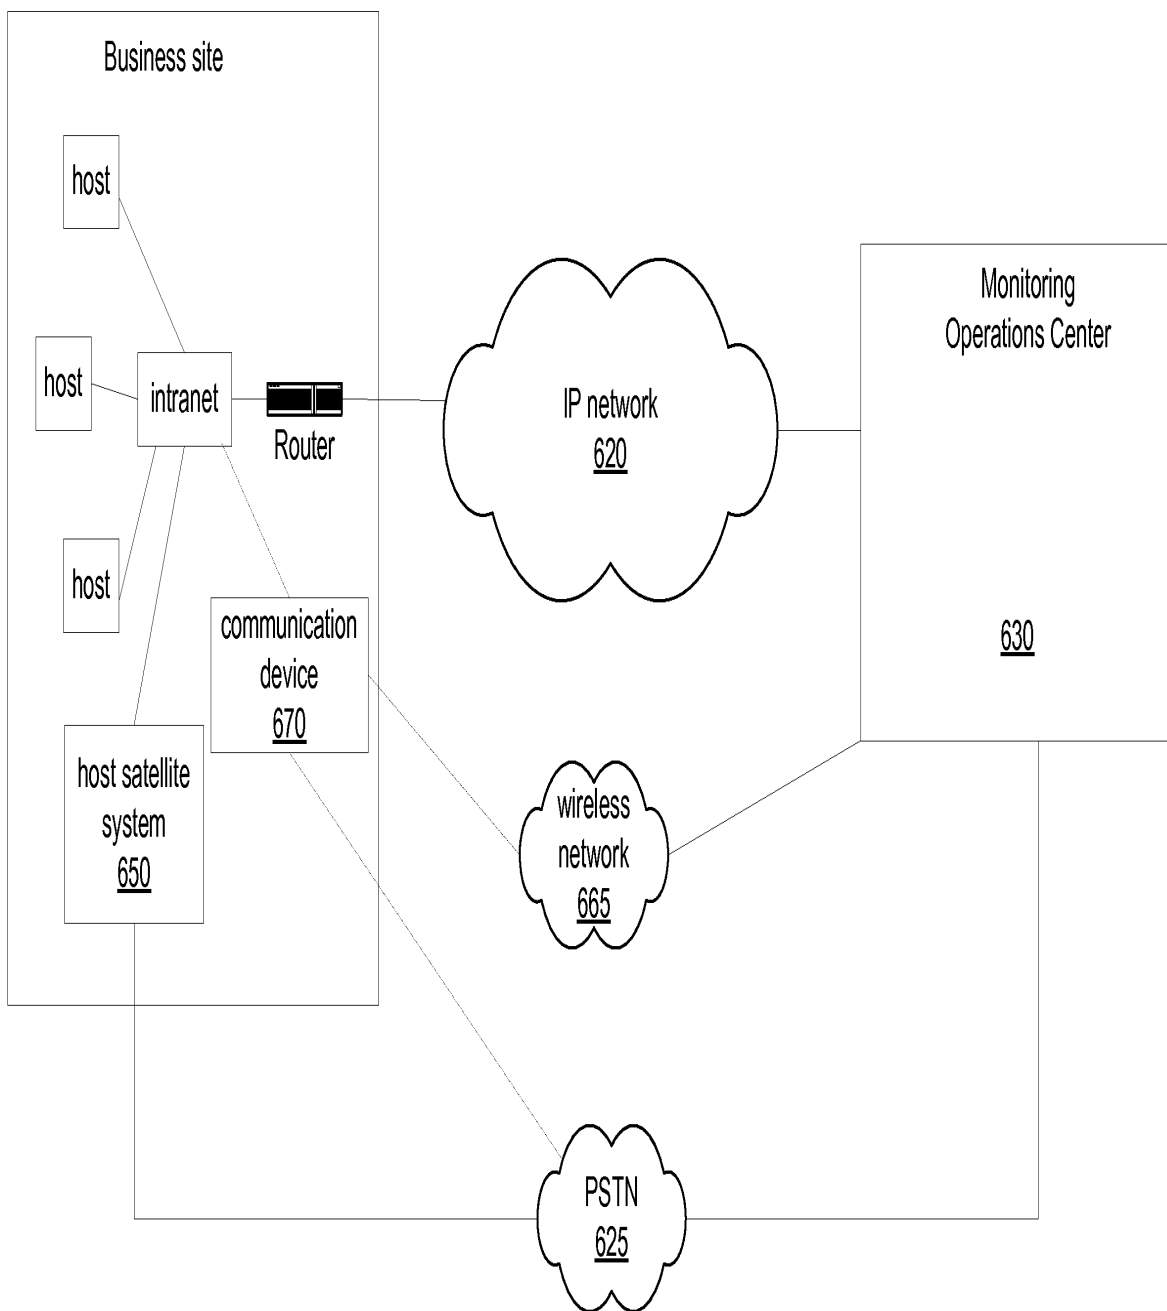 Business site
host
host
intranet
Router
host
communication
device
670
host satellite
system
650
IP network
620
Monitoring
Operations Center
630
wireless
network
665
PSTN
625